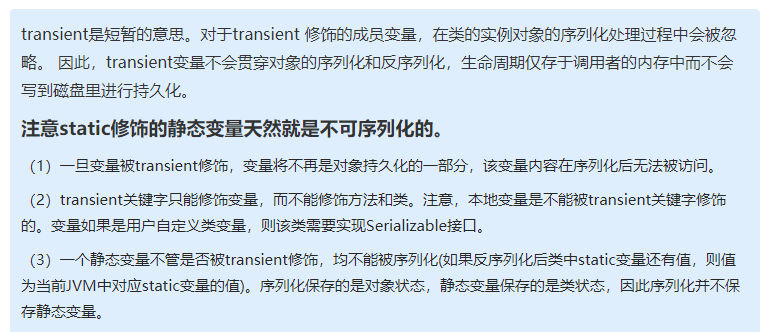 transient是短暂的意思。对于transient 修饰的成员变量，在类的实例对象的序列化处理过程中会被忽
略。 因此，transient变量不会贯穿对象的序列化和反序列化，生命周期仅存于调用者的内存中而不会
写到磁盘里进行持久化。
注意static修饰的静态变量天然就是不可序列化的。
（1）一旦变量被transient修饰，变量将不再是对象持久化的一部分，该变量内容在序列化后无法被访问。
（2）transient关键字只能修饰变量，而不能修饰方法和类。注意，本地变量是不能被transient关键字修饰
的。变量如果是用户自定义类变量，则该类需要实现Serializable接口。
（3）一个静态变量不管是否被transient修饰，均不能被序列化(如果反序列化后类中static变量还有值，则值
为当前JVM中对应static变量的值)。序列化保存的是对象状态，静态变量保存的是类状态，因此序列化并不保
存静态变量。